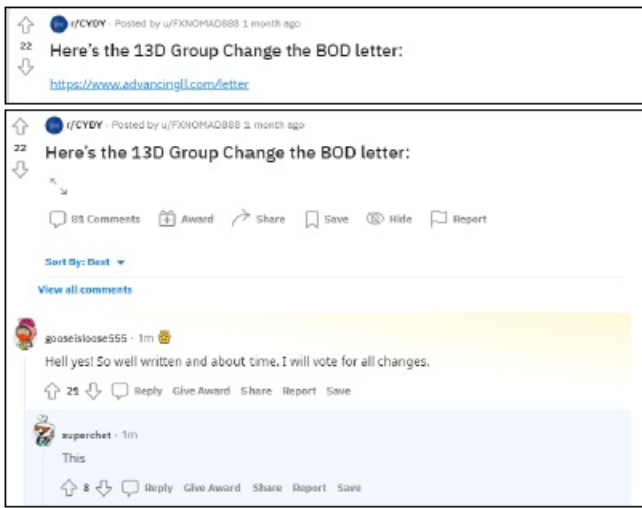 r/CYDY · Posted by u/FXNOMAD888 1 month ago
22
Here's the 13D Group Change the BOD letter:
https://www.advancingll.com/letter
r/CYDY · Posted by u/FXNOMAD888 1 month ago
22
Here's the 13D Group Change the BOD letter:
81 Comments Award Share Save Hide Report
Sort By: Best
View all comments
gooseisloose555 · 1m
Hell yes! So well written and about time. I will vote for all changes.
21 Reply Give Award Share Report Save
superchet · 1m
This
8 Reply Give Award Share Report Save